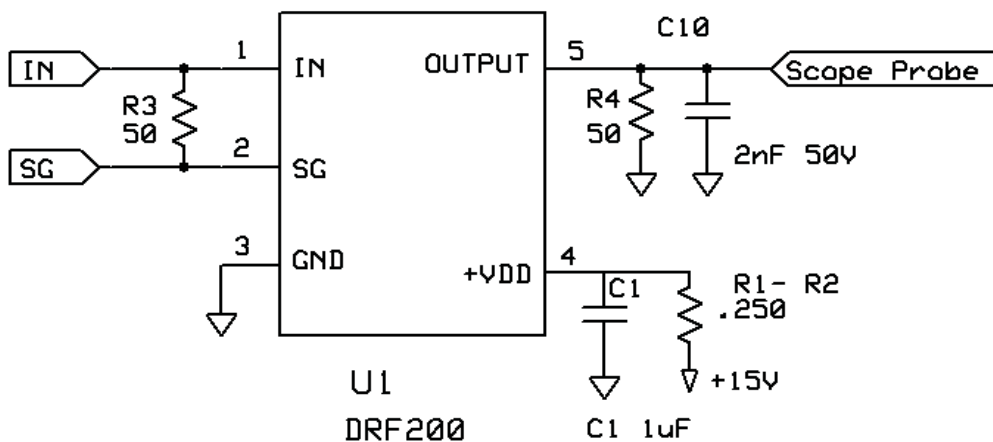 C10
IN
1
IN
OUTPUT
5
Scope Probe
R3
50
R4
50
SG
2
SG
2nF 50V
3
GND
+VDD
4
C1
R1- R2
.250
U1
+15V
DRF200
C1 1uF